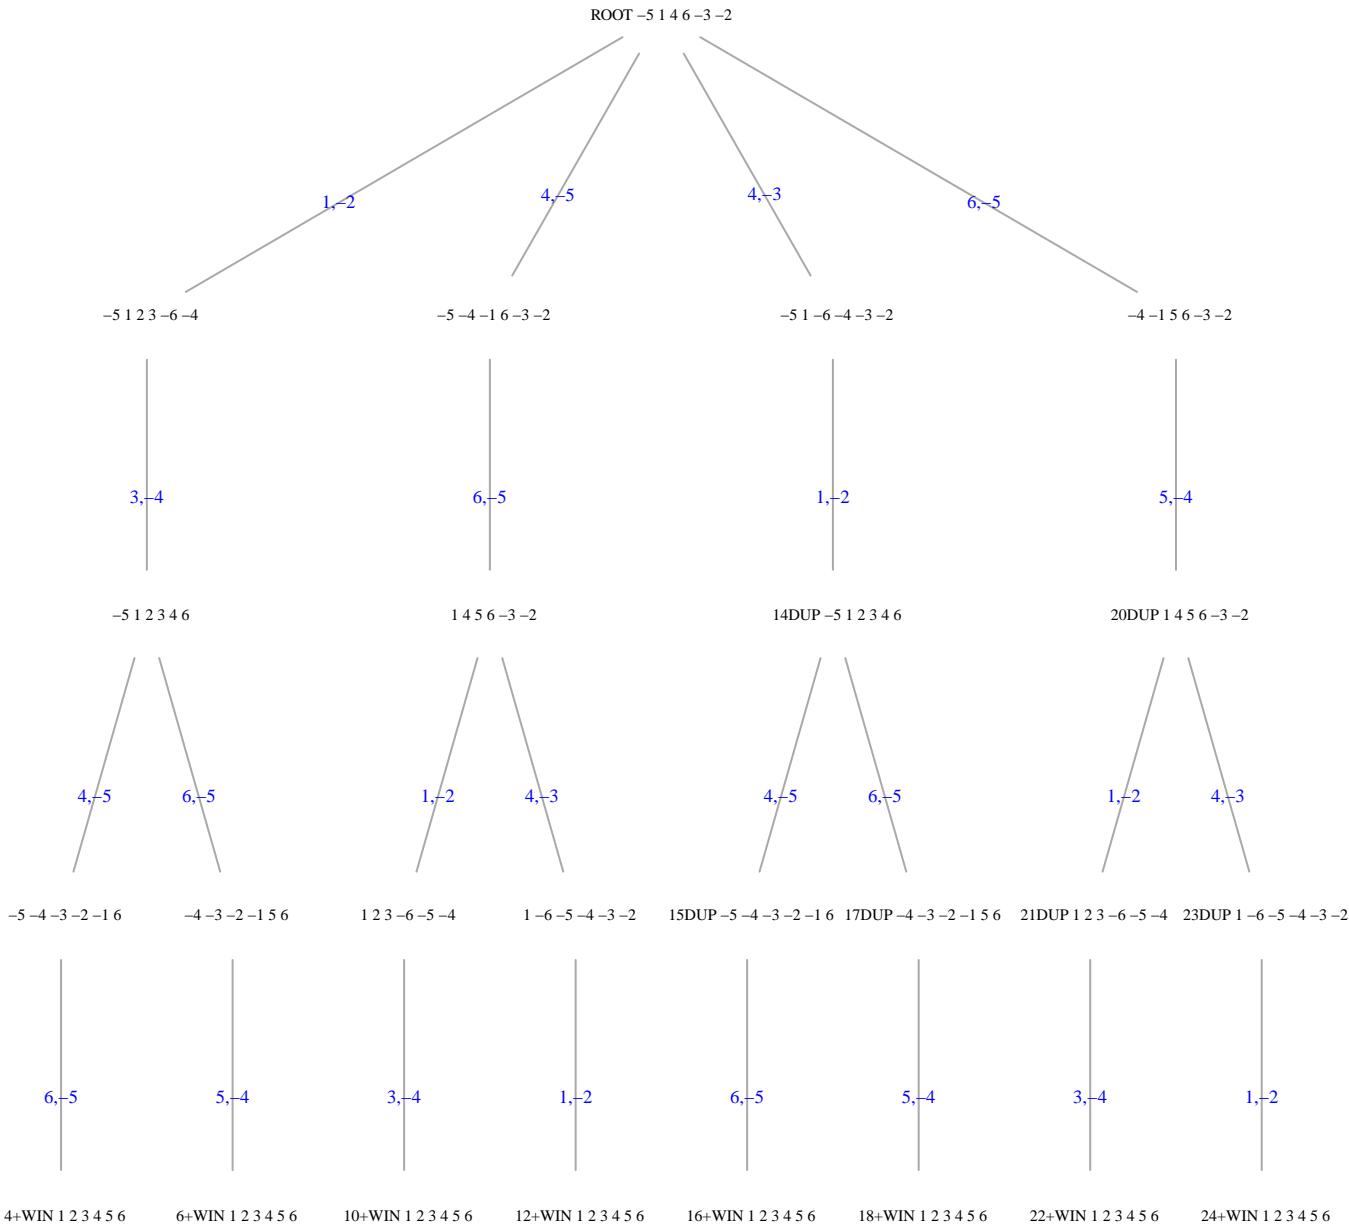 ROOT −5 1 4 6 −3 −2
1,−2
4,−5
4,−3
6,−5
−5 1 2 3 −6 −4
−5 −4 −1 6 −3 −2
−5 1 −6 −4 −3 −2
−4 −1 5 6 −3 −2
3,−4
6,−5
1,−2
5,−4
−5 1 2 3 4 6
1 4 5 6 −3 −2
14DUP −5 1 2 3 4 6
20DUP 1 4 5 6 −3 −2
4,−5
6,−5
1,−2
4,−3
4,−5
6,−5
1,−2
4,−3
−5 −4 −3 −2 −1 6
−4 −3 −2 −1 5 6
1 2 3 −6 −5 −4
1 −6 −5 −4 −3 −2
15DUP −5 −4 −3 −2 −1 6
17DUP −4 −3 −2 −1 5 6
21DUP 1 2 3 −6 −5 −4
23DUP 1 −6 −5 −4 −3 −2
6,−5
5,−4
3,−4
1,−2
6,−5
5,−4
3,−4
1,−2
4+WIN 1 2 3 4 5 6
6+WIN 1 2 3 4 5 6
10+WIN 1 2 3 4 5 6
12+WIN 1 2 3 4 5 6
16+WIN 1 2 3 4 5 6
18+WIN 1 2 3 4 5 6
22+WIN 1 2 3 4 5 6
24+WIN 1 2 3 4 5 6